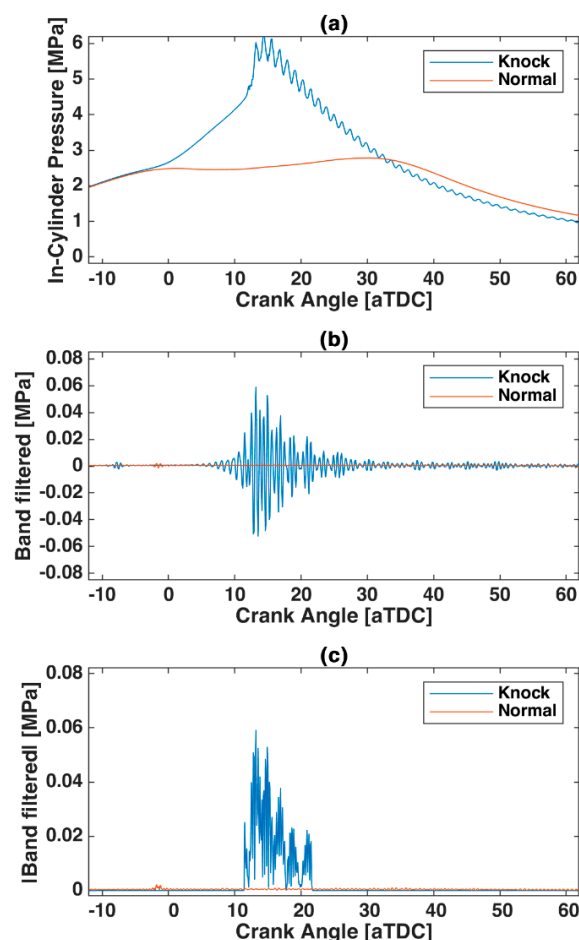 (a)
In-Cylinder Pressure [MPa]
6
5
4
3
2
1
0
Knock
Normal
-10 0 10 20 30 40 50 60
Crank Angle [aTDC]
(b)
Band filtered [MPa]
0.08
0.06
0.04
0.02
0
-0.02
-0.04
-0.06
-0.08
Knock
Normal
-10 0 10 20 30 40 50 60
Crank Angle [aTDC]
(c)
|Band filtered| [MPa]
0.08
0.06
0.04
0.02
0
Knock
Normal
-10 0 10 20 30 40 50 60
Crank Angle [aTDC]